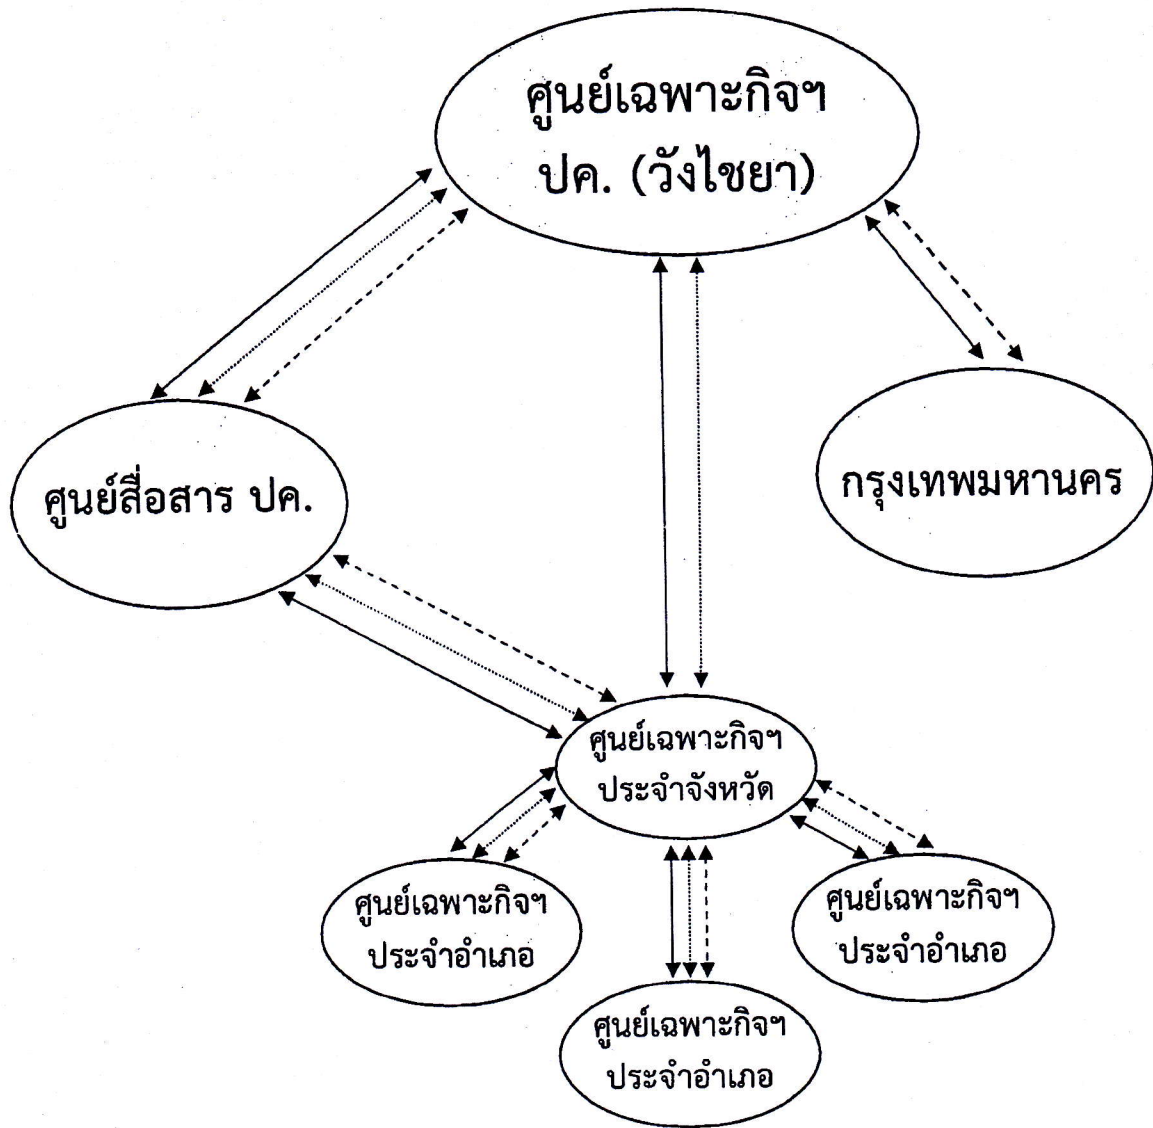 ศูนย์เฉพาะกิจฯ
ปค. (วังไชยา)
ศูนย์สื่อสาร ปค.
กรุงเทพมหานคร
ศูนย์เฉพาะกิจฯ
ประจำจังหวัด
ศูนย์เฉพาะกิจฯ
ประจำอำเภอ
ศูนย์เฉพาะกิจฯ
ประจำอำเภอ
ศูนย์เฉพาะกิจฯ
ประจำอำเภอ